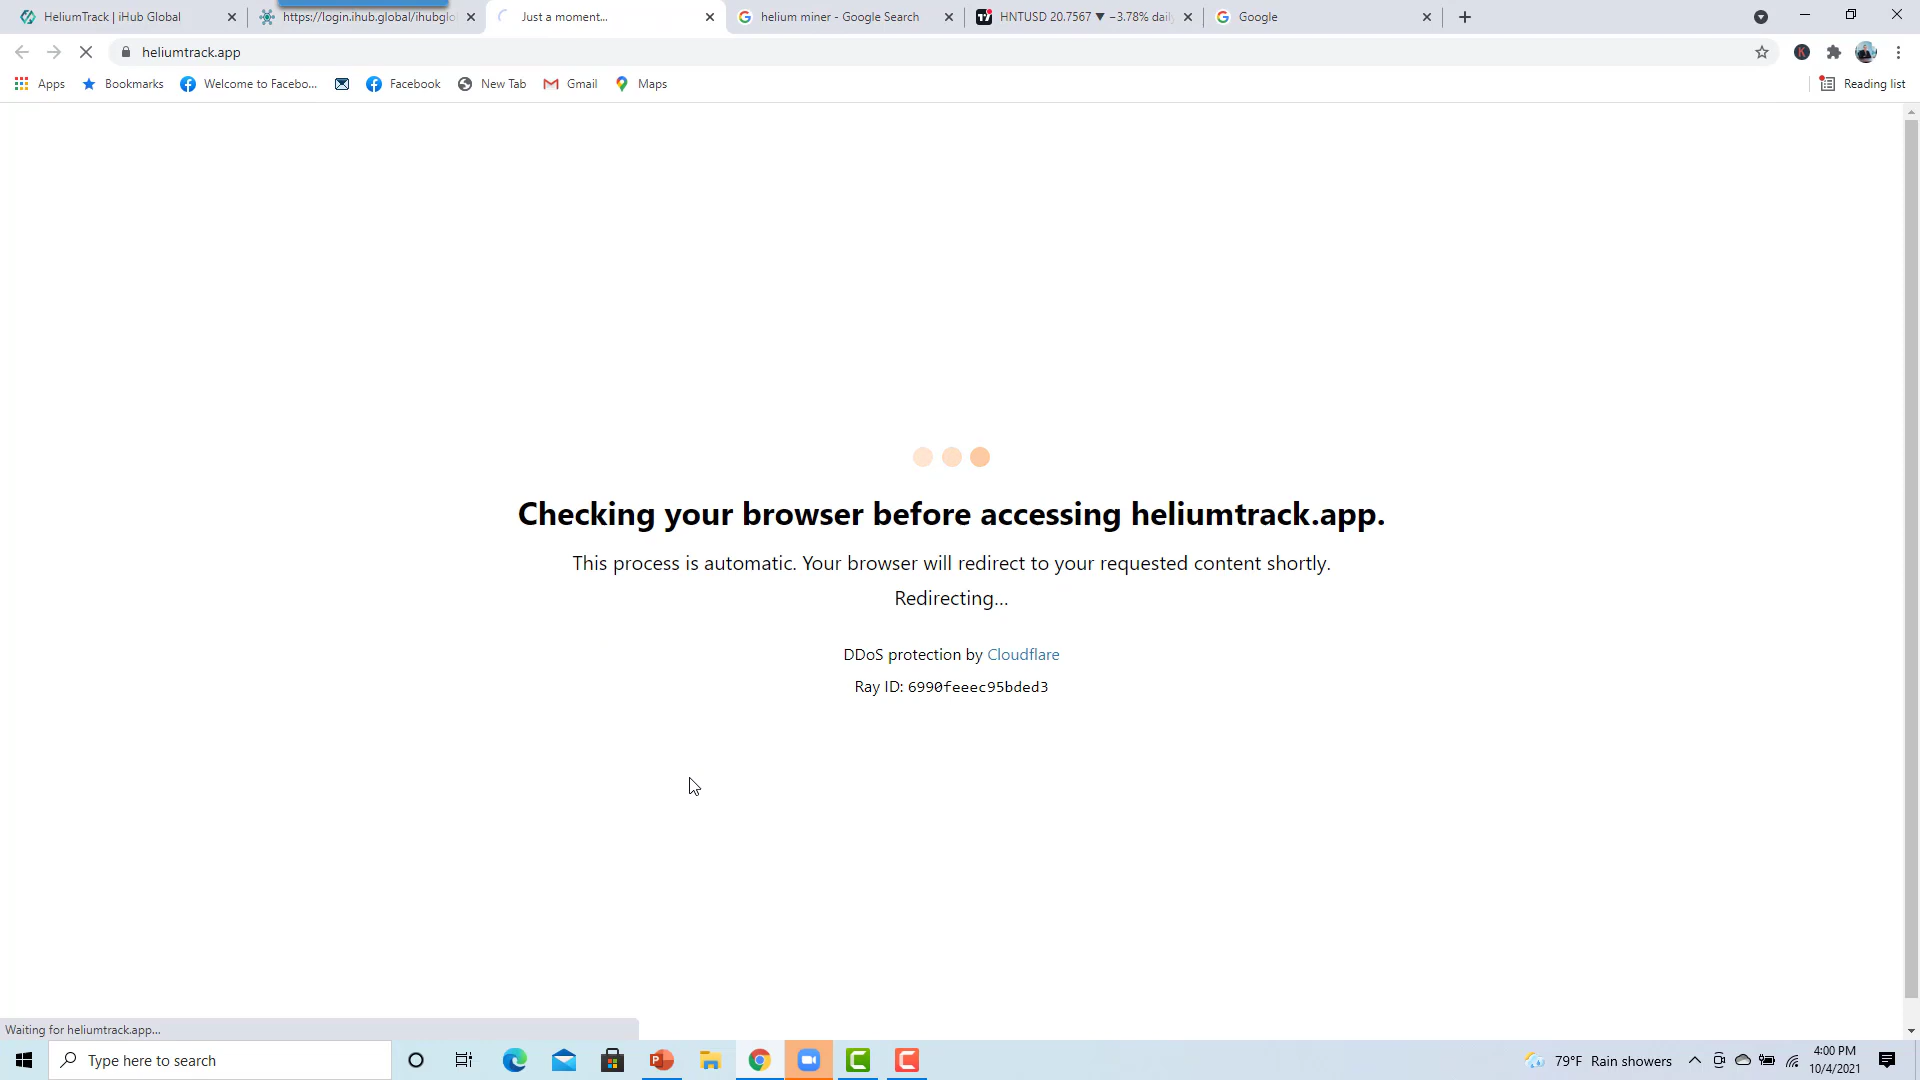 HeliumTrack | iHub Global
https://login.ihub.global/ihubglo
Just a moment...
helium miner - Google Search
HNTUSD 20.7567 ▼ −3.78% daily
Google
heliumtrack.app
Apps
Bookmarks
Welcome to Facebo...
Facebook
New Tab
Gmail
Maps
Reading list
Checking your browser before accessing heliumtrack.app.
This process is automatic. Your browser will redirect to your requested content shortly.
Redirecting...
DDoS protection by Cloudflare
Ray ID: 6990feeec95bded3
Waiting for heliumtrack.app...
Type here to search
79°F Rain showers
4:00 PM
10/4/2021